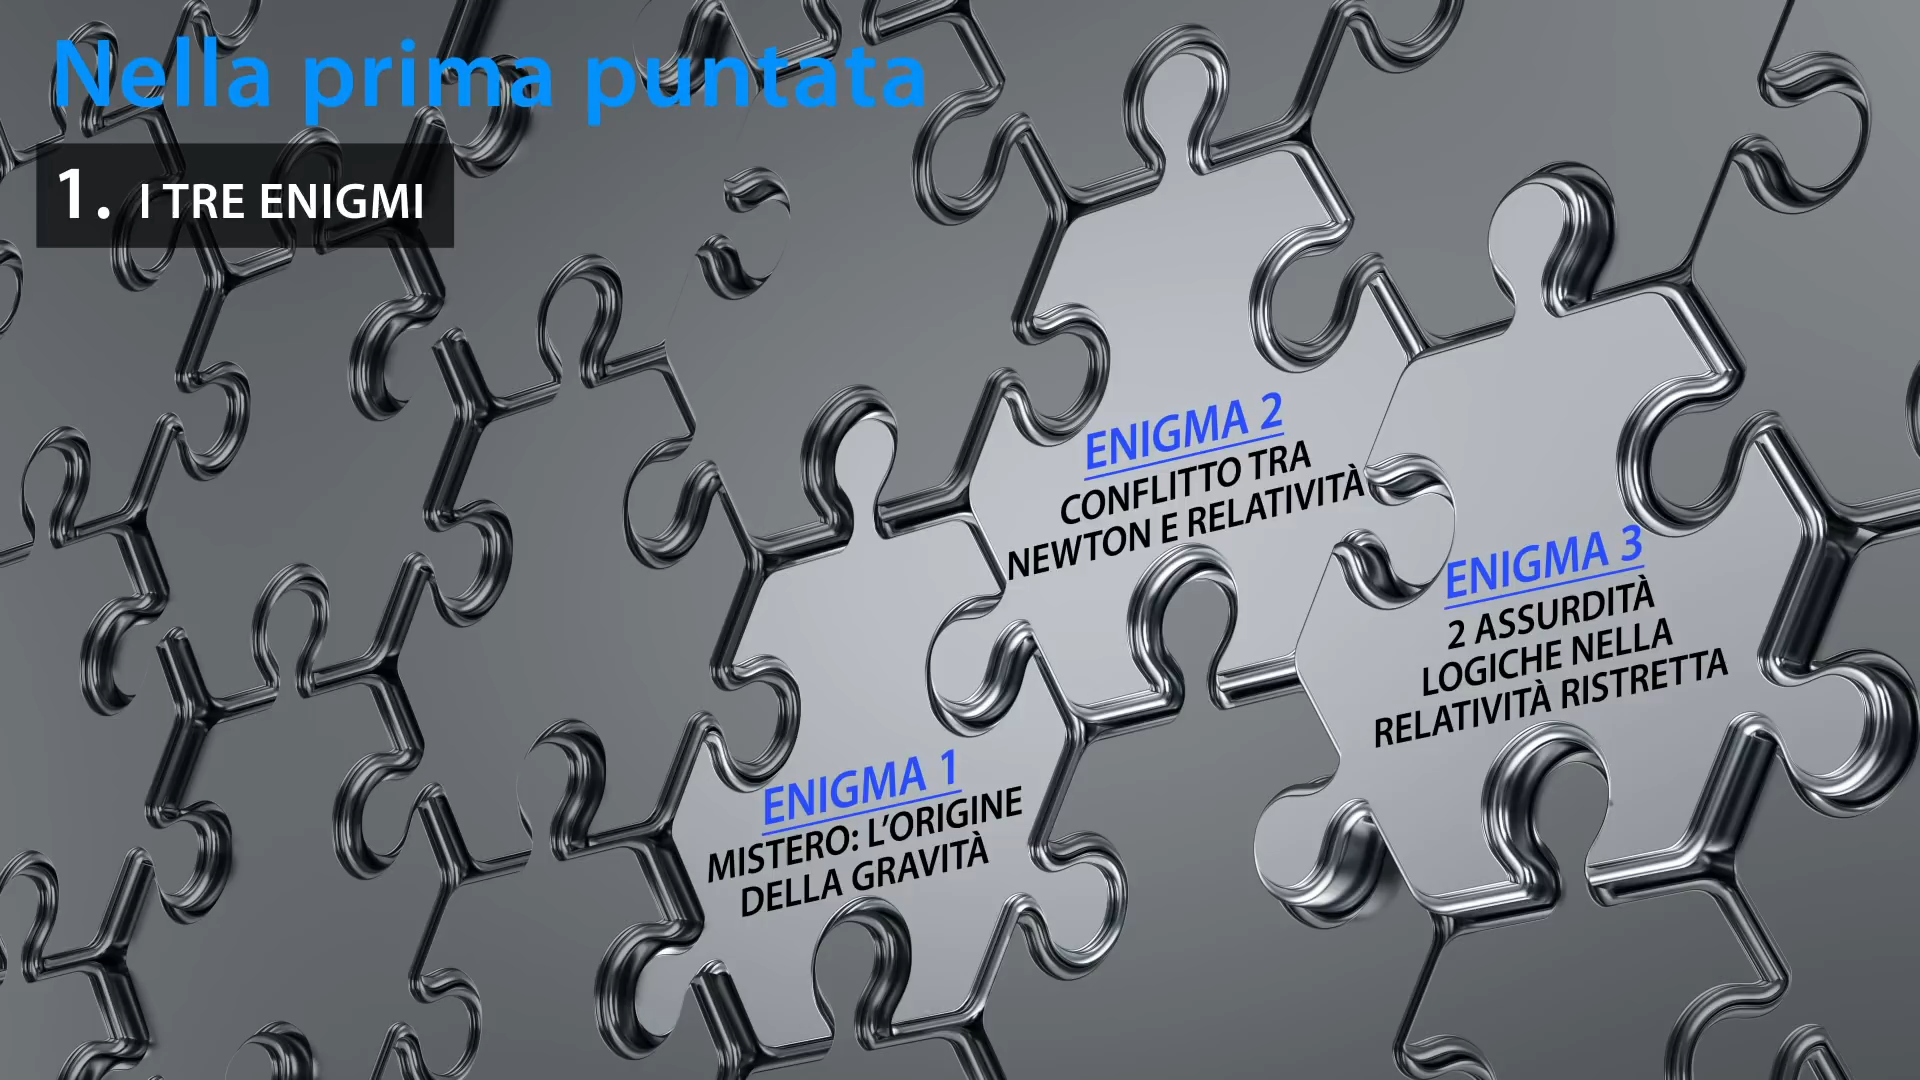 Nella prima puntata
1. I TRE ENIGMI
ENIGMA 1
MISTERO: L'ORIGINE
DELLA GRAVITÀ
ENIGMA 2
CONFLITTO TRA
NEWTON E RELATIVITÀ
ENIGMA 3
2 ASSURDITÀ
LOGICHE NELLA
RELATIVITÀ RISTRETTA